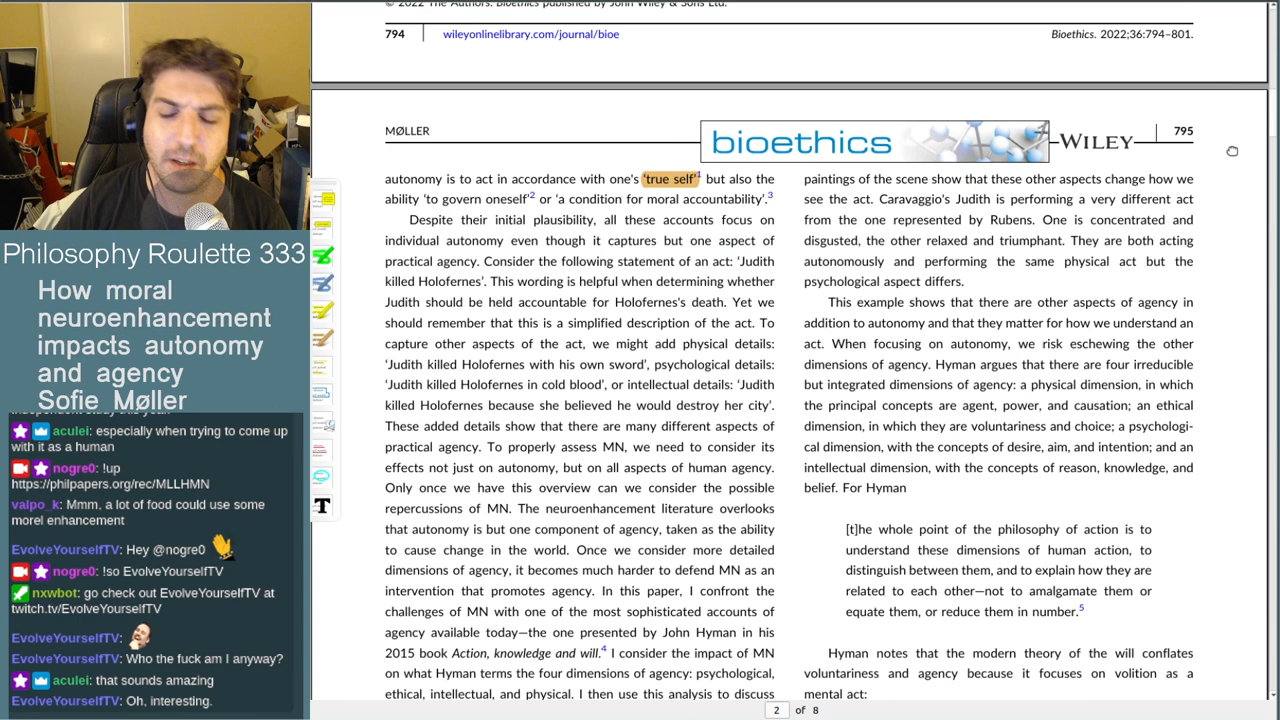 © 2022 The Authors. Bioethics published by John Wiley & Sons Ltd.
794 wileyonlinelibrary.com/journal/bioe Bioethics. 2022;36:794–801.
MØLLER bioethics WILEY 795
autonomy is to act in accordance with one's 'true self'1 but also the
ability 'to govern oneself'2 or 'a condition for moral accountability'.3
Despite their initial plausibility, all these accounts focus on
individual autonomy even though it captures but one aspect of
practical agency. Consider the following statement of an act: 'Judith
killed Holofernes'. This wording is helpful when determining whether
Judith should be held accountable for Holofernes's death. Yet we
should remember that this is a simplified description of the act. To
capture other aspects of the act, we might add physical details:
'Judith killed Holofernes with his own sword', psychological details:
'Judith killed Holofernes in cold blood', or intellectual details: 'Judith
killed Holofernes because she believed he would destroy her city'.
These added details show that there are many different aspects of
practical agency. To properly assess MN, we need to consider its
effects not just on autonomy, but on all aspects of human agency.
Only once we have this overview can we consider the possible
repercussions of MN. The neuroenhancement literature overlooks
that autonomy is but one component of agency, taken as the ability
to cause change in the world. Once we consider more detailed
dimensions of agency, it becomes much harder to defend MN as an
intervention that promotes agency. In this paper, I confront the
challenges of MN with one of the most sophisticated accounts of
agency available today—the one presented by John Hyman in his
2015 book Action, knowledge and will.4 I consider the impact of MN
on what Hyman terms the four dimensions of agency: psychological,
ethical, intellectual, and physical. I then use this analysis to discuss
paintings of the scene show that these other aspects change how we
see the act. Caravaggio's Judith is performing a very different act
from the one represented by Rubens. One is concentrated and
disgusted, the other relaxed and triumphant. They are both acting
autonomously and performing the same physical act but the
psychological aspect differs.
This example shows that there are other aspects of agency in
addition to autonomy and that they matter for how we understand an
act. When focusing on autonomy, we risk eschewing the other
dimensions of agency. Hyman argues that there are four irreducible
but integrated dimensions of agency: a physical dimension, in which
the principal concepts are agent, power, and causation; an ethical
dimension, in which they are voluntariness and choice; a psychologi-
cal dimension, with the concepts desire, aim, and intention; and an
intellectual dimension, with the concepts of reason, knowledge, and
belief. For Hyman
[t]he whole point of the philosophy of action is to
understand these dimensions of human action, to
distinguish between them, and to explain how they are
related to each other—not to amalgamate them or
equate them, or reduce them in number.5
Hyman notes that the modern theory of the will conflates
voluntariness and agency because it focuses on volition as a
mental act:
2 of 8
T
Philosophy Roulette 333
How moral
neuroenhancement
impacts autonomy
and agency
Sofie Møller
aculei: especially when trying to come up
with it as a human
nogre0: !up
https://philpapers.org/rec/MLLHMN
valpo_k: Mmm, a lot of food could use some
morel enhancement
EvolveYourselfTV: Hey @nogre0
nogre0: !so EvolveYourselfTV
nxwbot: go check out EvolveYourselfTV at
twitch.tv/EvolveYourselfTV
EvolveYourselfTV:
EvolveYourselfTV: Who the fuck am I anyway?
aculei: that sounds amazing
EvolveYourselfTV: Oh, interesting.